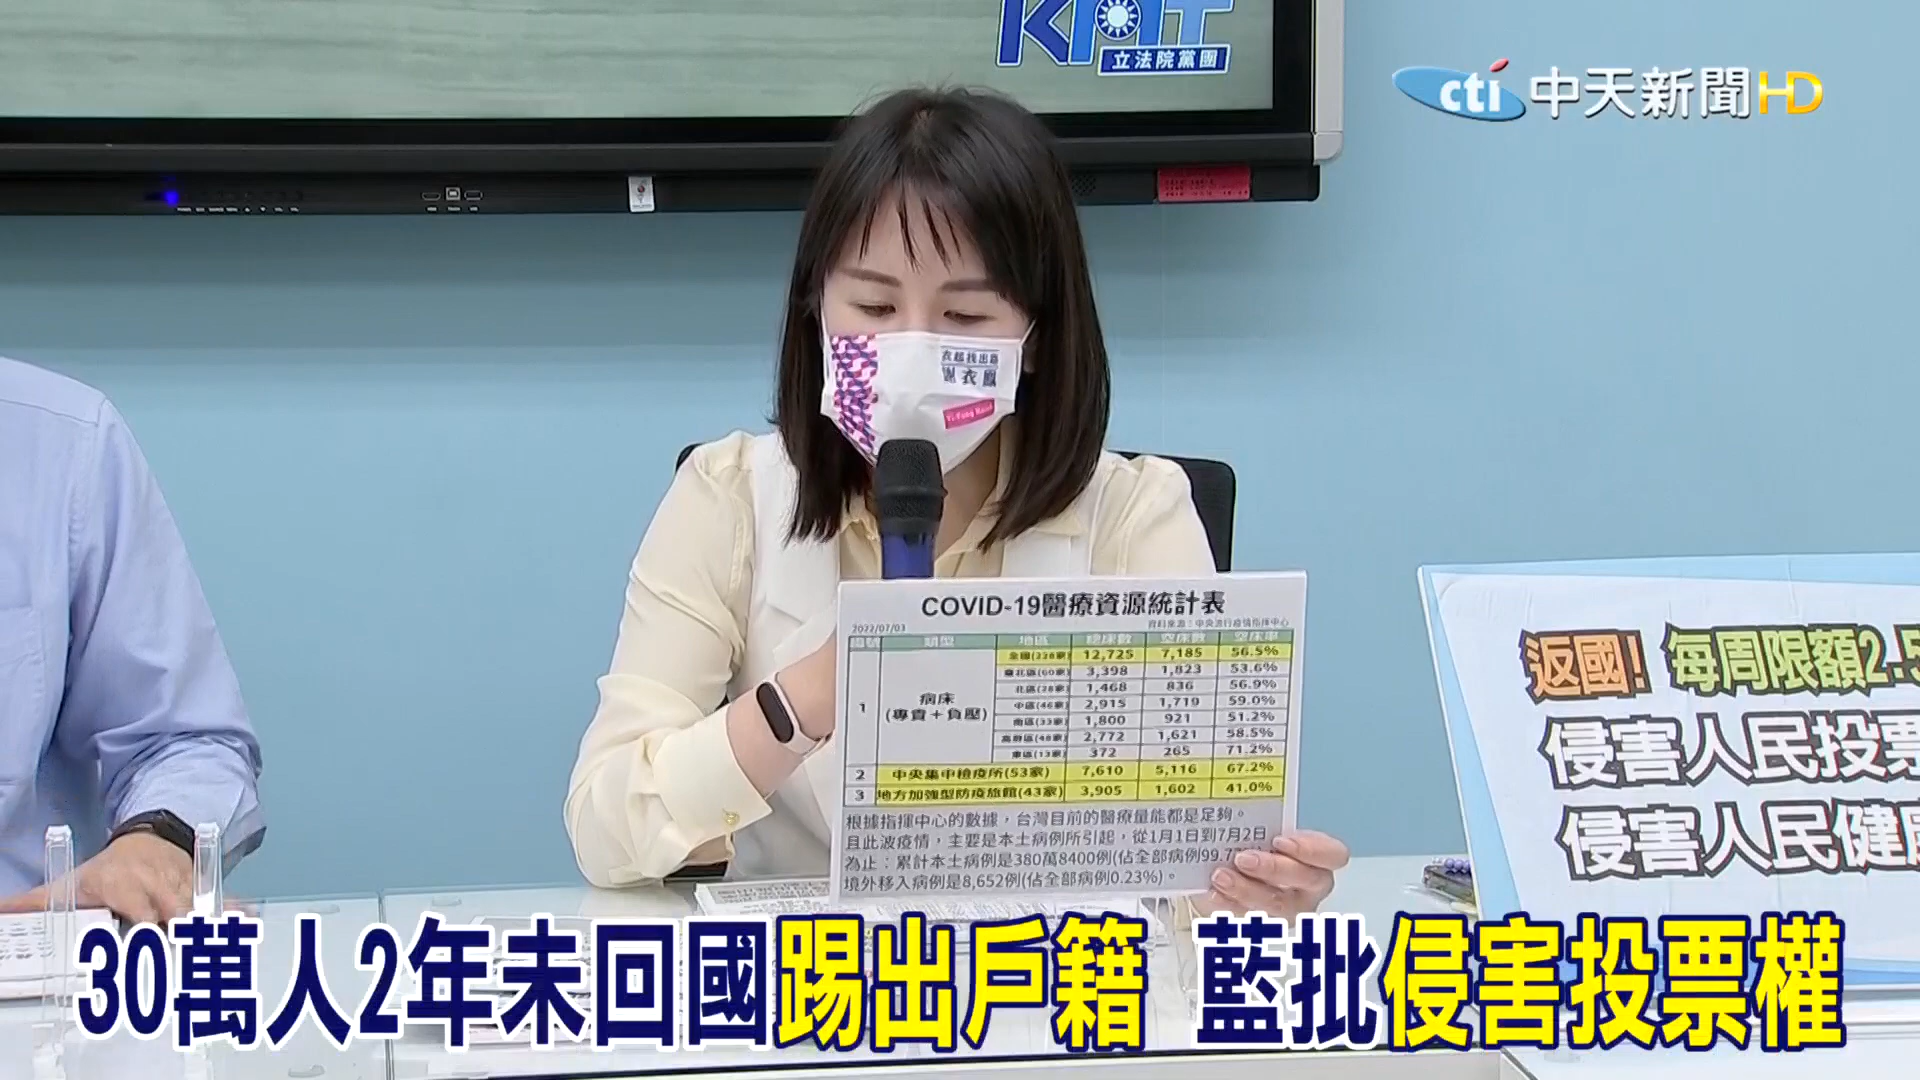 KMT
立法院黨團
cti 中天新聞HD
衣起找出路
謝衣鳳
COVID-19醫療資源統計表
2022/07/03 資料來源：中央流行疫情指揮中心
編號 類型 地區 總床數 空床數 空床率
1 病床(專責＋負壓) 全國(228家) 12,725 7,185 56.5%
臺北區(60家) 3,398 1,823 53.6%
北區(28家) 1,468 836 56.9%
中區(46家) 2,915 1,719 59.0%
南區(33家) 1,800 921 51.2%
高屏區(48家) 2,772 1,621 58.5%
東區(13家) 372 265 71.2%
2 中央集中檢疫所(53家) 7,610 5,116 67.2%
3 地方加強型防疫旅館(43家) 3,905 1,602 41.0%
根據指揮中心的數據，台灣目前的醫療量能都是足夠。
且此波疫情，主要是本土病例所引起，從1月1日到7月2日
為止：累計本土病例是380萬8400例(佔全部病例99.77%)
境外移入病例是8,652例(佔全部病例0.23%)。
返國！每周限額2.5
侵害人民投票
侵害人民健康
30萬人2年未回國踢出戶籍 藍批侵害投票權